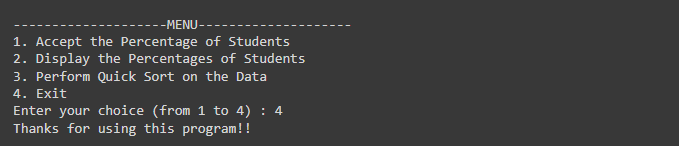 --------------------MENU--------------------
1. Accept the Percentage of Students
2. Display the Percentages of Students
3. Perform Quick Sort on the Data
4. Exit
Enter your choice (from 1 to 4) : 4
Thanks for using this program!!